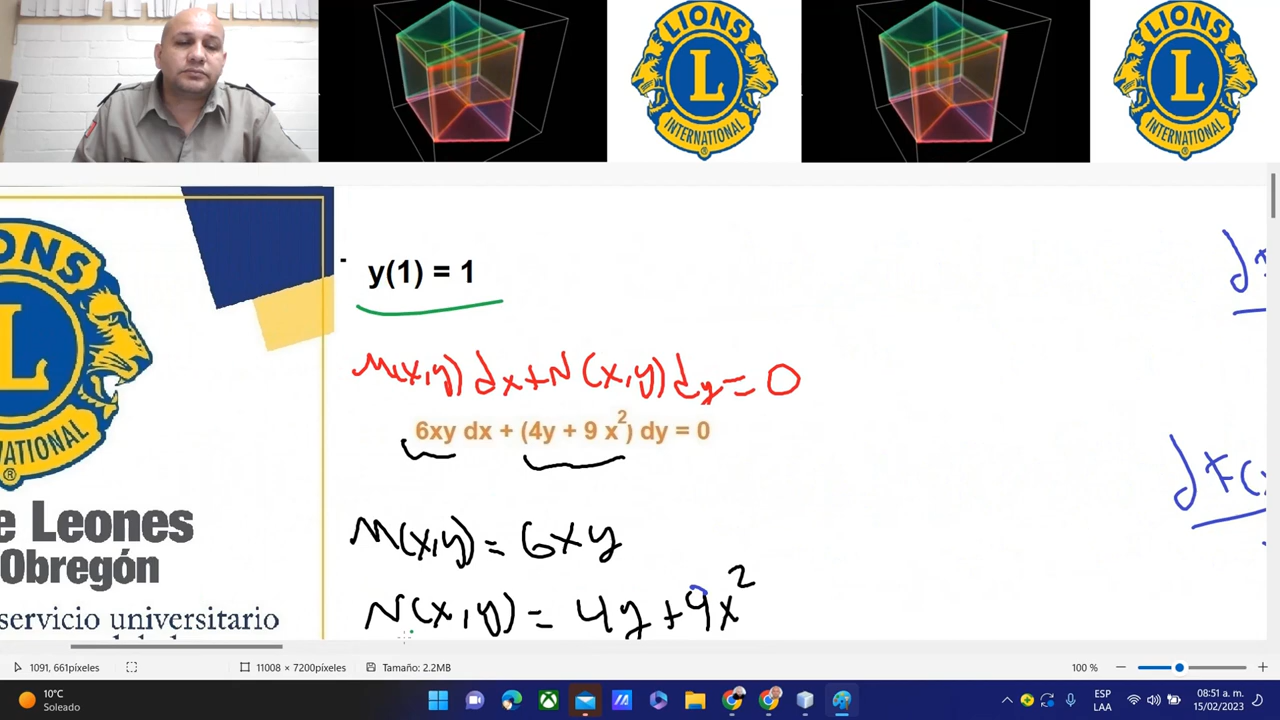 LIONS
L
INTERNATIONAL
LIONS
L
INTERNATIONAL
ONS
L
TERNATIONAL
®
e Leones
Obregón
servicio universitario
y(1) = 1
M(x,y) dx + N(x,y) dy = 0
6xy dx + (4y + 9 x²) dy = 0
M(x,y) = 6xy
N(x,y) = 4y + 9x²
1091, 661píxeles
11008 × 7200píxeles
Tamaño: 2.2MB
100 %
10°C
Soleado
ESP
LAA
08:51 a. m.
15/02/2023